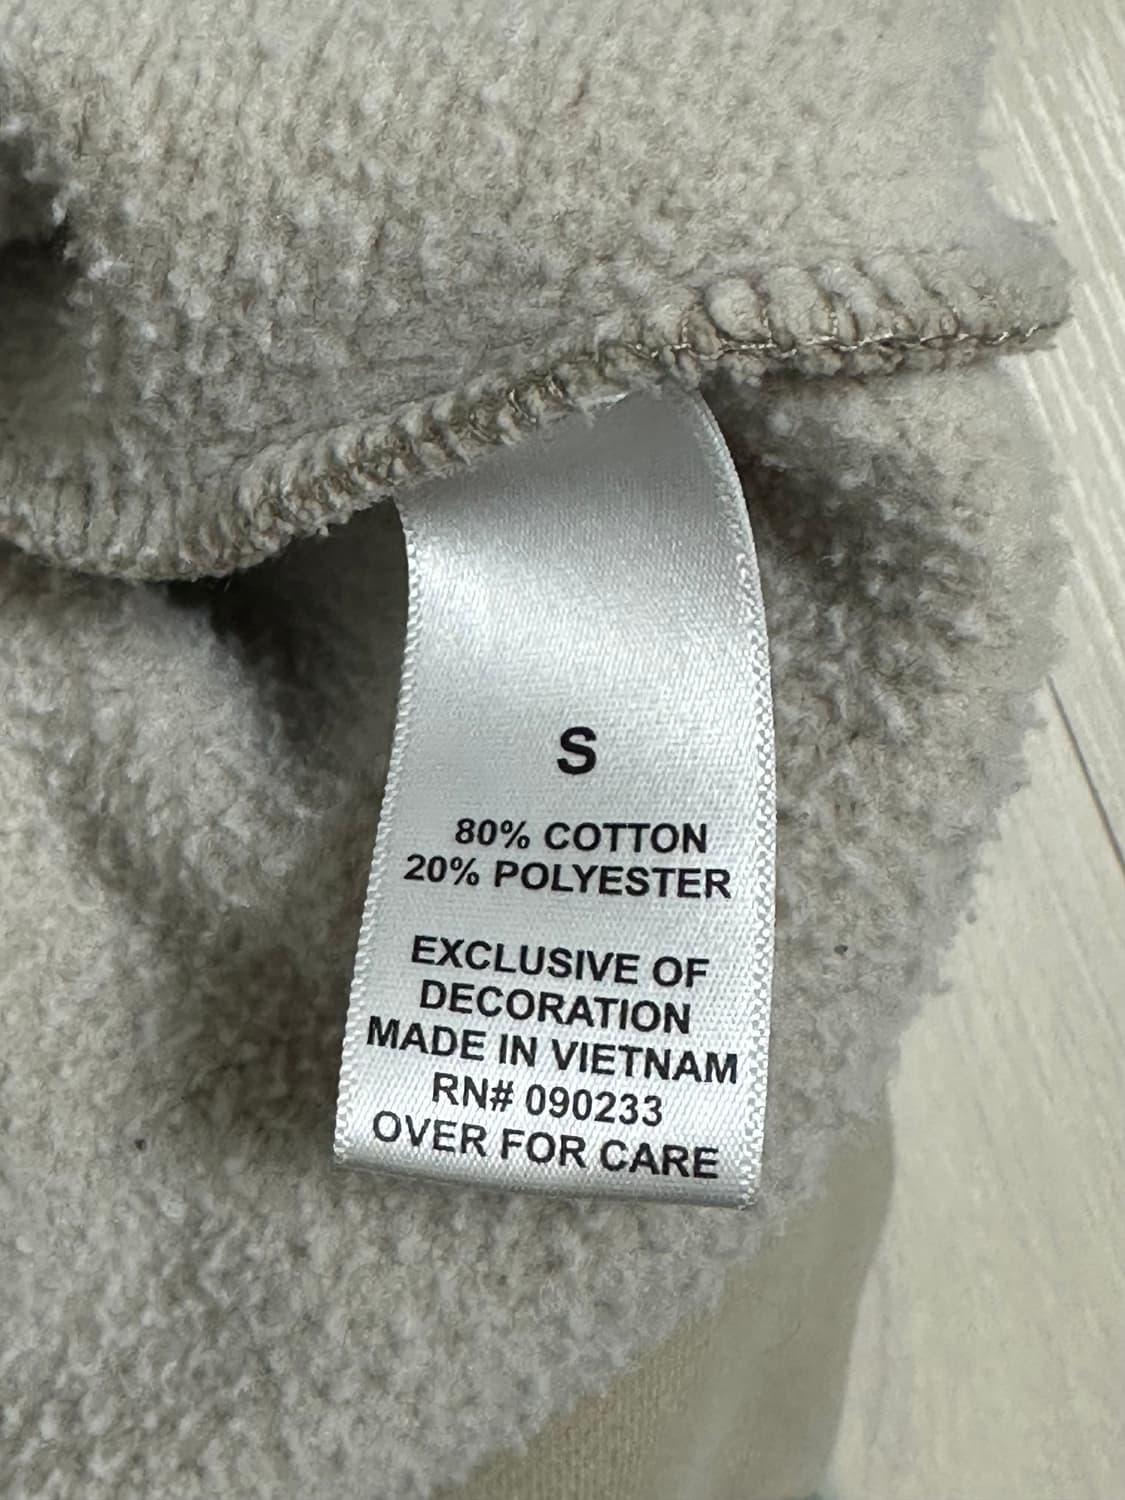 S
80% COTTON
20% POLYESTER
EXCLUSIVE OF
DECORATION
MADE IN VIETNAM
RN# 090233
OVER FOR CARE